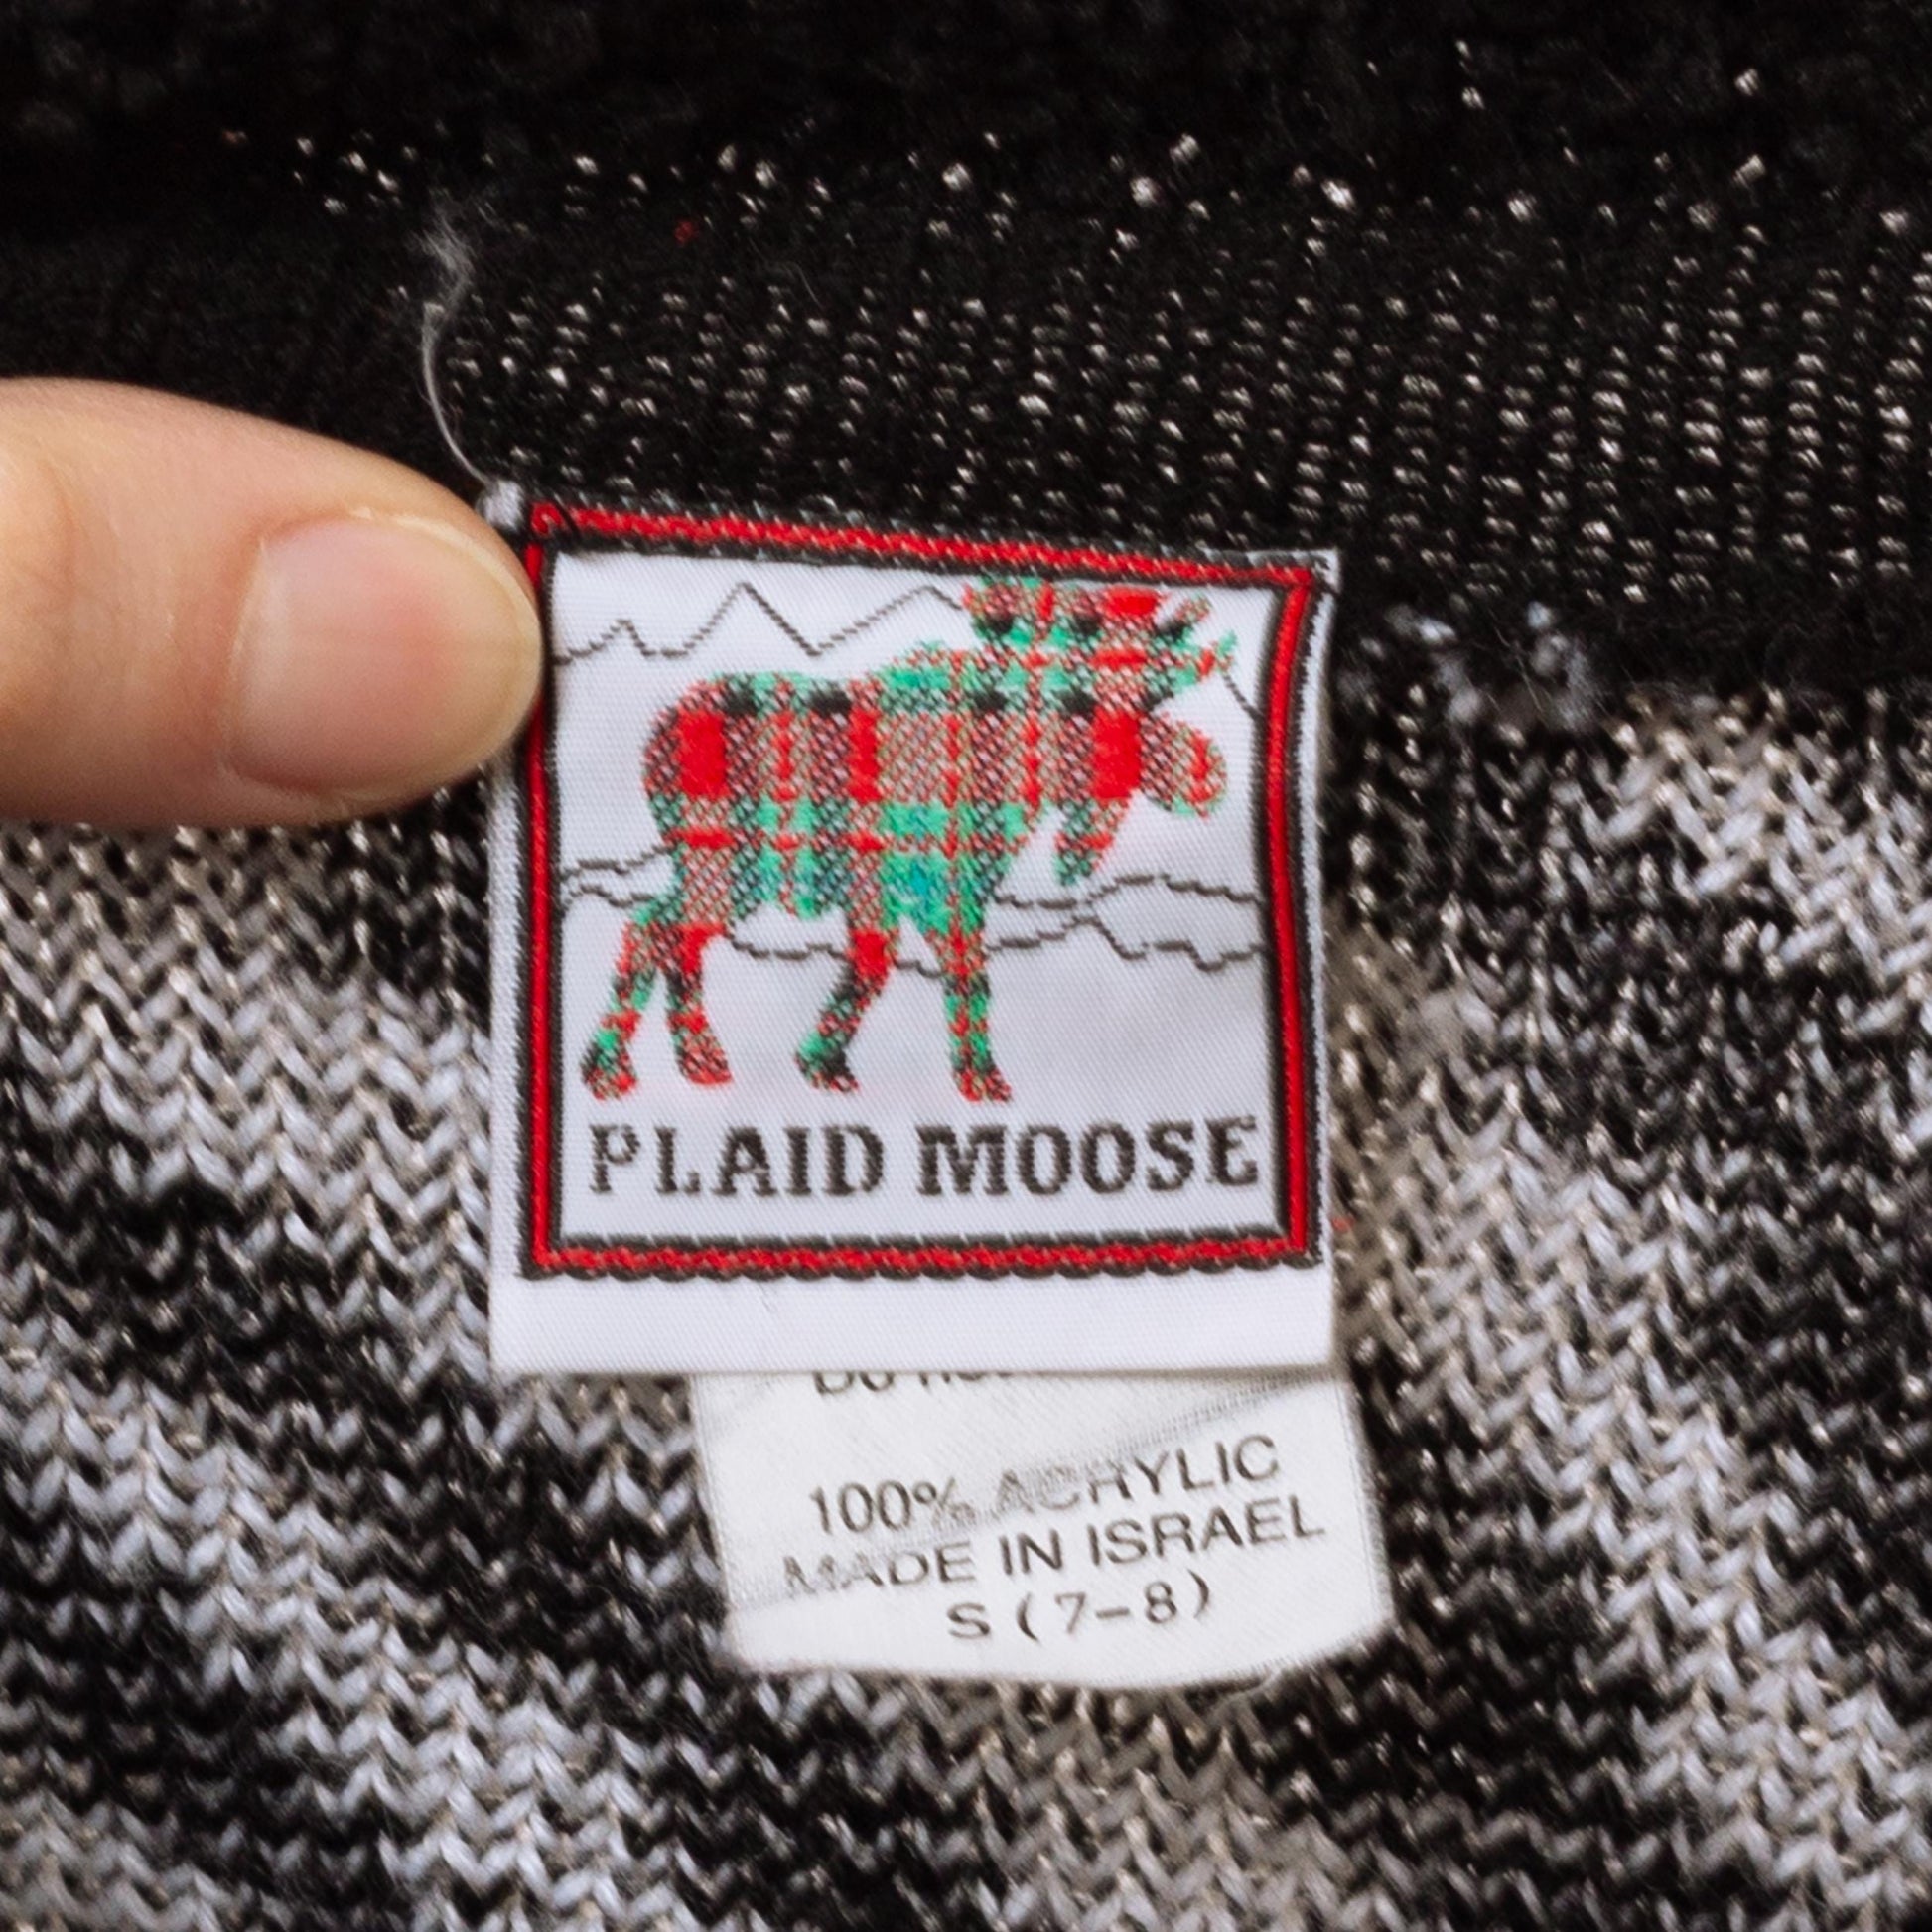 PLAID MOOSE
100% ACRYLIC
MADE IN ISRAEL
S (7-8)